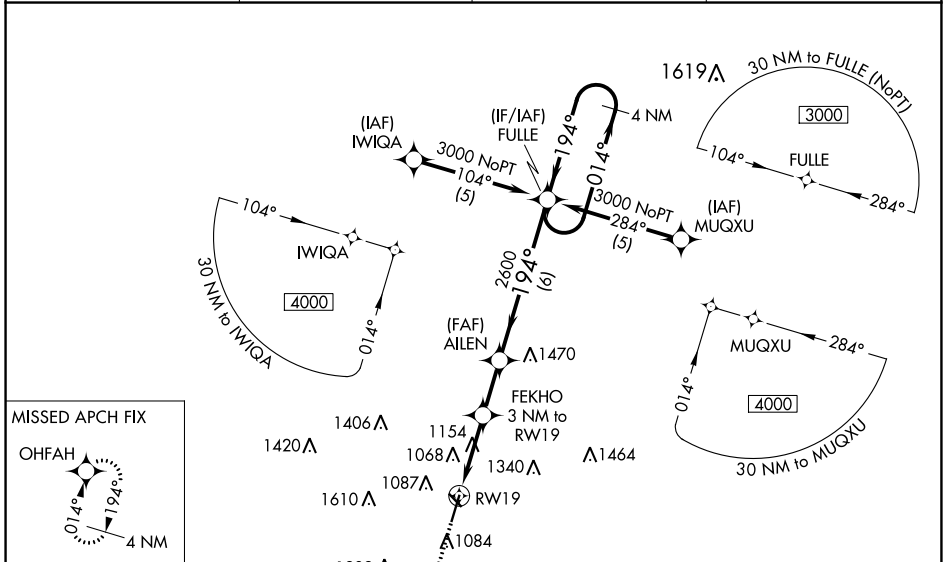 1619
30 NM to FULLE (NoPT)
3000
104°
FULLE
284°
(IF/IAF)
FULLE
194°
014°
4 NM
(IAF)
IWIQA
3000 NoPT
104°
(5)
3000 NoPT
284°
(5)
(IAF)
MUQXU
104°
IWIQA
4000
014°
30 NM to IWIQA
2600
194°
(6)
(FAF)
AILEN
1470
MUQXU
284°
014°
4000
30 NM to MUQXU
FEKHO
3 NM to
RW19
1406
1420
1154
1068
1340
1464
1087
1610
RW19
1084
MISSED APCH FIX
OHFAH
014°
194°
4 NM